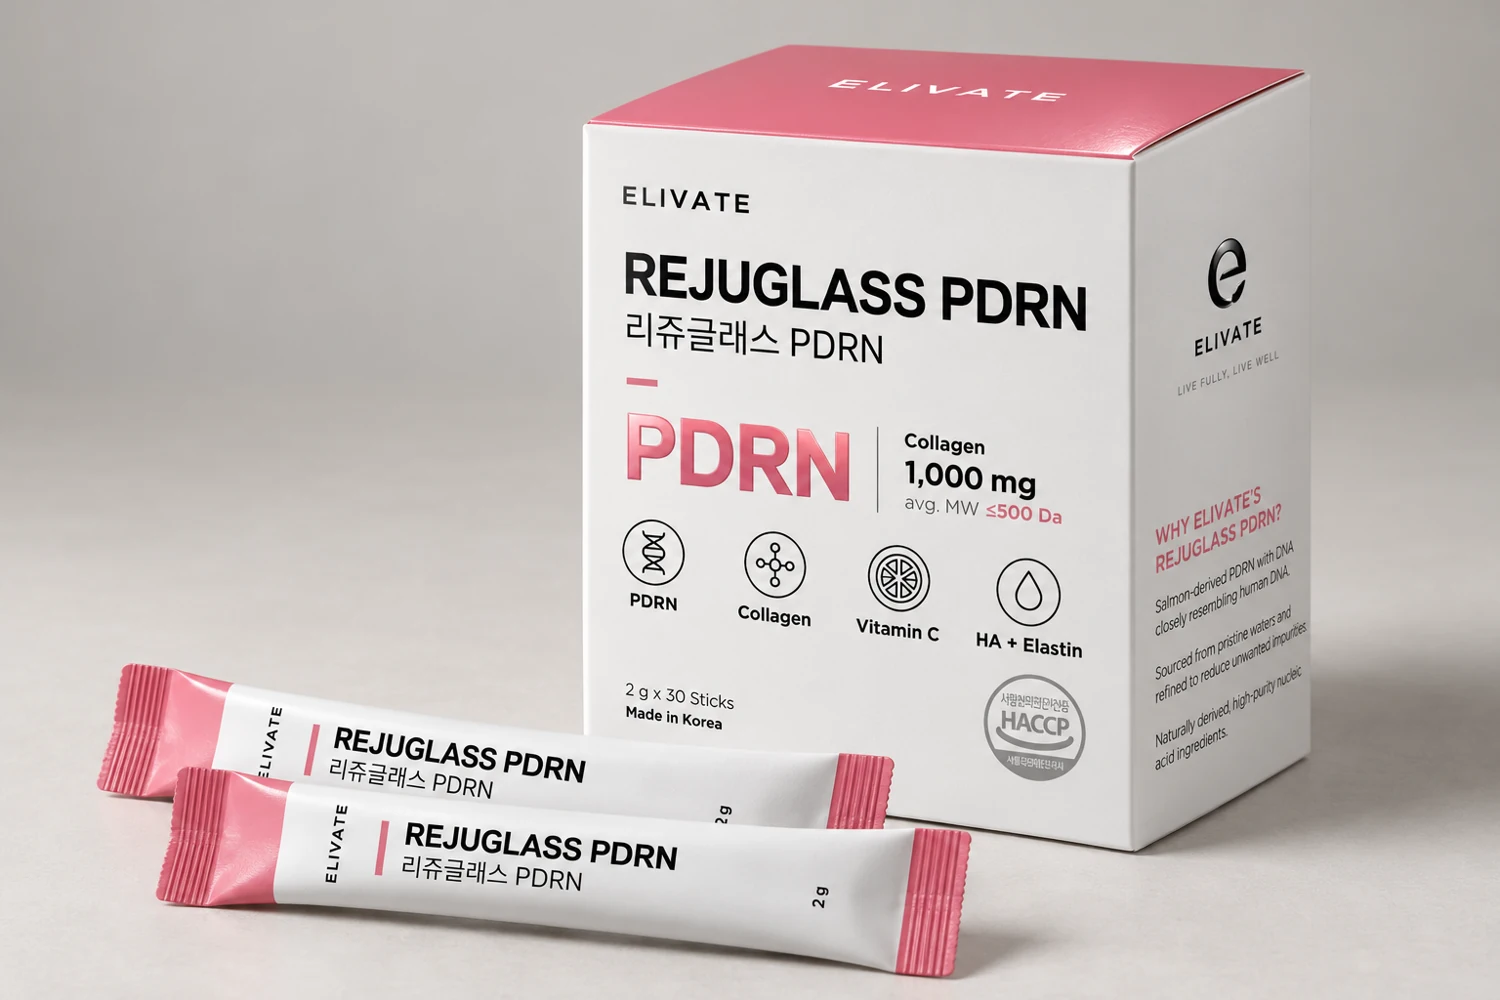 ELIVATE
ELIVATE
REJUGLASS PDRN
리쥬글래스 PDRN
PDRN
Collagen
1,000 mg
avg. MW ≤500 Da
PDRN
Collagen
Vitamin C
HA + Elastin
2 g x 30 Sticks
Made in Korea
HACCP
e
ELIVATE
LIVE FULLY, LIVE WELL
WHY ELIVATE'S
REJUGLASS PDRN?
Salmon-derived PDRN with DNA
closely resembling human DNA.
Sourced from pristine waters and
refined to reduce unwanted impurities.
Naturally derived, high-purity nucleic
acid ingredients.
ELIVATE
REJUGLASS PDRN
리쥬글래스 PDRN
2g
ELIVATE
REJUGLASS PDRN
리쥬글래스 PDRN
2g